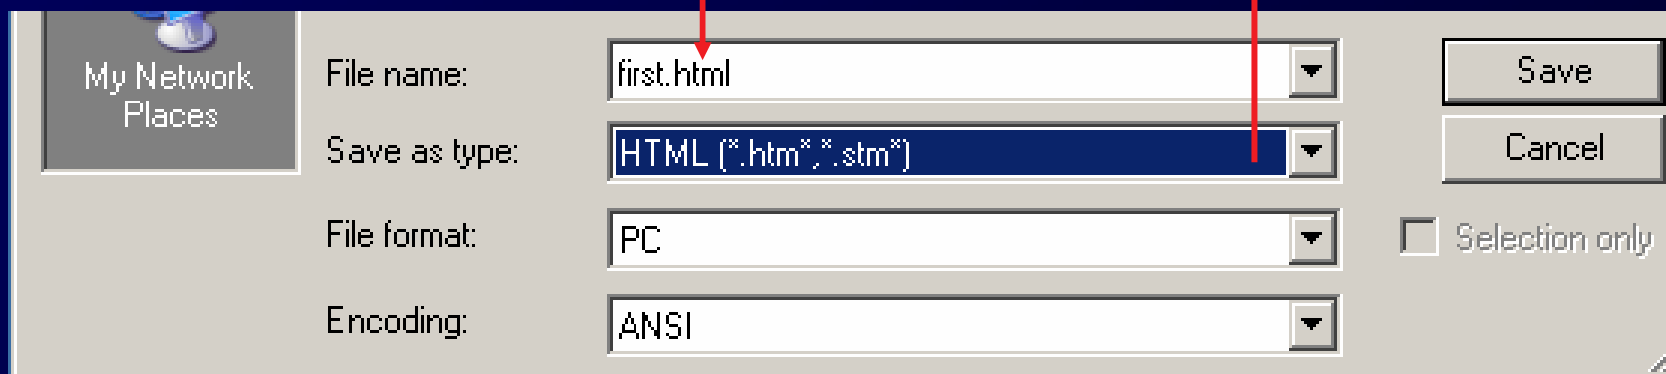 My Network
Places
File name:
first.html
Save
Save as type:
HTML (*.htm*,*.stm*)
Cancel
File format:
PC
Selection only
Encoding:
ANSI